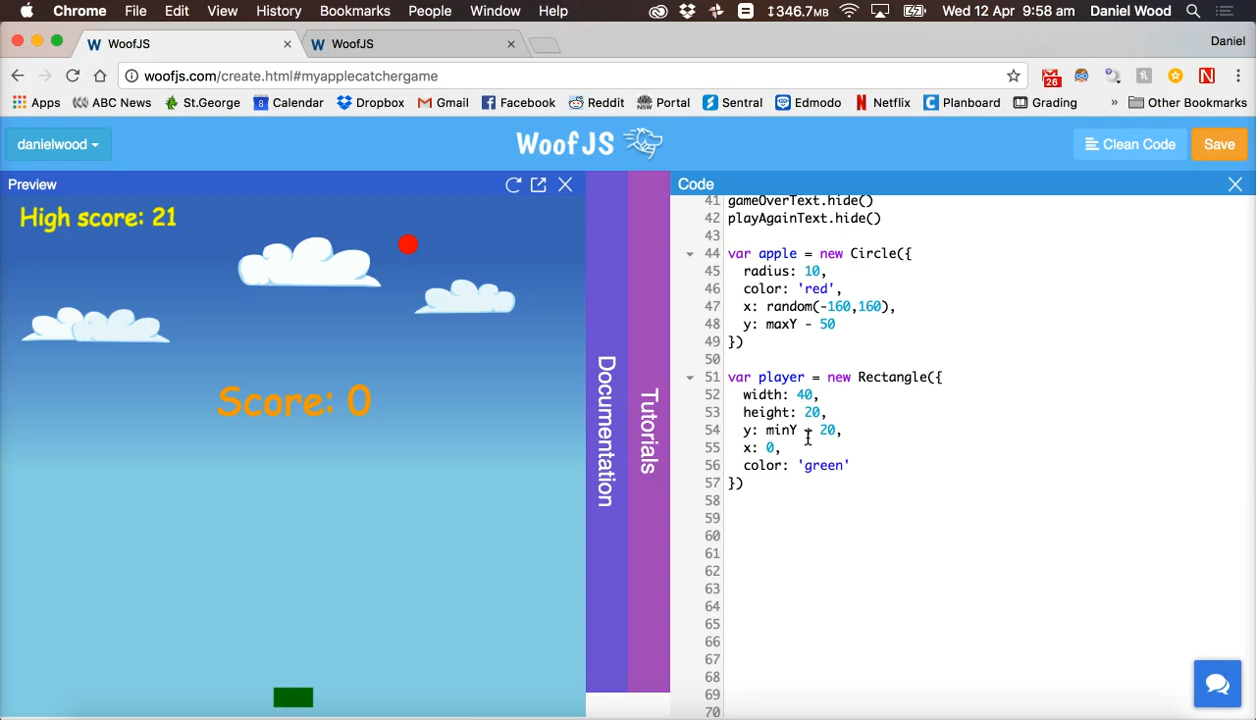 Chrome File Edit View History Bookmarks People Window Help 346.7MB Wed 12 Apr 9:58 am Daniel Wood
W WoofJS × W WoofJS × Daniel
woofjs.com/create.html#myapplecatchergame
26
Apps ABC News St.George 8 Calendar Dropbox Gmail Facebook Reddit Portal Sentral Edmodo Netflix Planboard Grading » Other Bookmarks
danielwood WoofJS Clean Code Save
Preview
Code
High score: 21
Score: 0
Documentation
Tutorials
41 gameOverText.hide()
42 playAgainText.hide()
43
44 var apple = new Circle({
45 radius: 10,
46 color: 'red',
47 x: random(-160,160),
48 y: maxY - 50
49 })
50
51 var player = new Rectangle({
52 width: 40,
53 height: 20,
54 y: minY 20,
55 x: 0,
56 color: 'green'
57 })
58
59
60
61
62
63
64
65
66
67
68
69
70